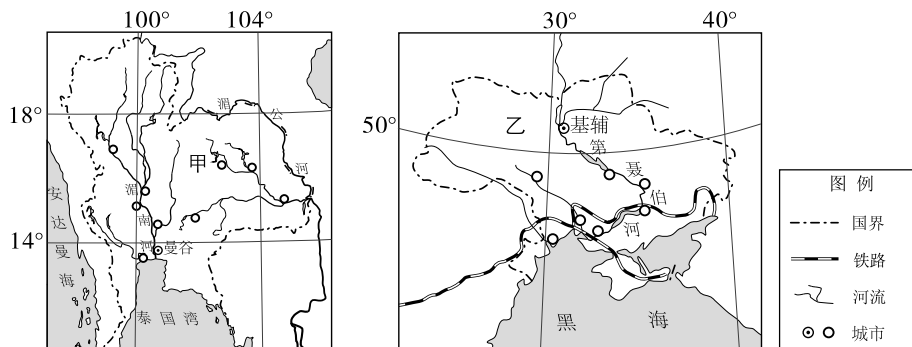 100° 104°
18°
14°
湄
公
河
甲
湄
南
河
曼谷
安
达
曼
海
泰国湾
30° 40°
50°
乙
基辅
第
聂
伯
河
黑 海
图例
国界
铁路
河流
城市